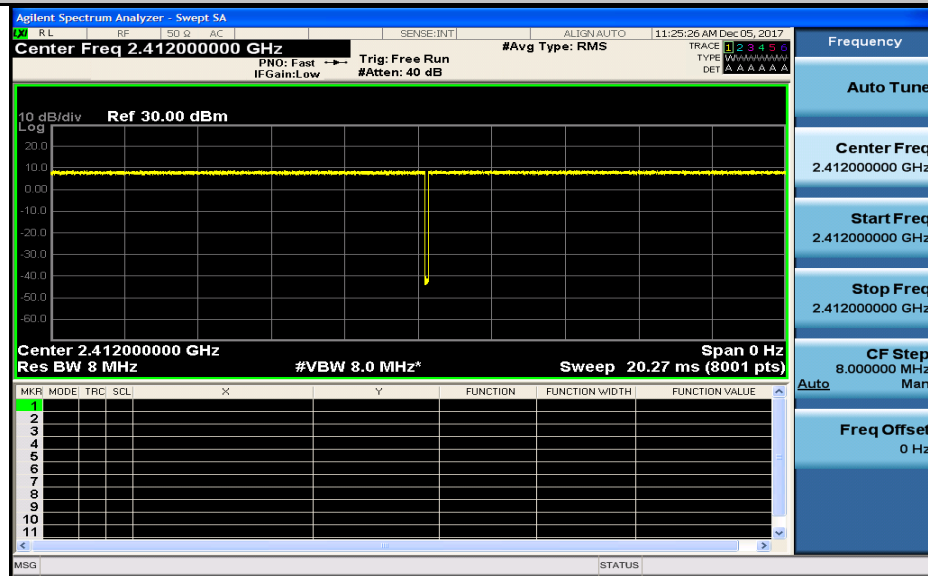 Agilent Spectrum Analyzer - Swept SA
LXI RL RF 50 Ω AC SENSE:INT ALIGN AUTO 11:25:26 AM Dec 05, 2017
Center Freq 2.412000000 GHz #Avg Type: RMS TRACE 1 2 3 4 5 6
PNO: Fast Trig: Free Run TYPE
IFGain:Low #Atten: 40 dB DET A A A A A A
10 dB/div Ref 30.00 dBm
Log
20.0
10.0
0.00
-10.0
-20.0
-30.0
-40.0
-50.0
-60.0
Center 2.412000000 GHz Span 0 Hz
Res BW 8 MHz #VBW 8.0 MHz* Sweep 20.27 ms (8001 pts)
MKR MODE TRC SCL X Y FUNCTION FUNCTION WIDTH FUNCTION VALUE
1
2
3
4
5
6
7
8
9
10
11
MSG STATUS
Frequency
Auto Tune
Center Freq
2.412000000 GHz
Start Freq
2.412000000 GHz
Stop Freq
2.412000000 GHz
CF Step
8.000000 MHz
Auto Man
Freq Offset
0 Hz